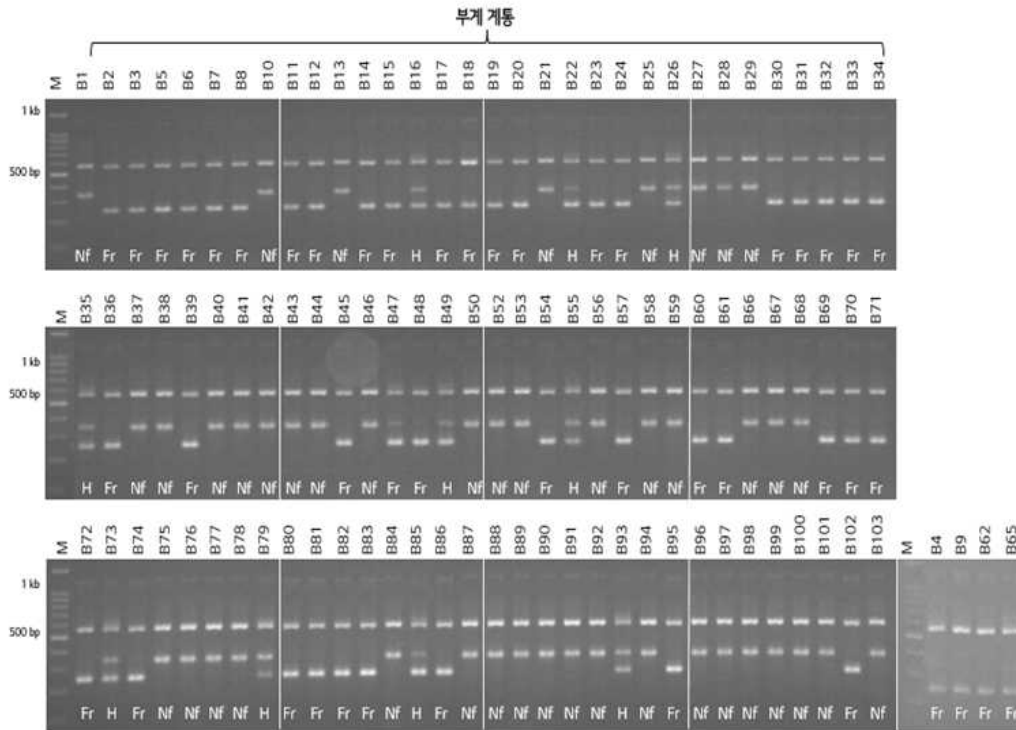 부계 계통
M B1 B2 B3 B5 B6 B7 B8 B10 B11 B12 B13 B14 B15 B16 B17 B18 B19 B20 B21 B22 B23 B24 B25 B26 B27 B28 B29 B30 B31 B32 B33 B34
1 kb
500 bp
Nf Fr Fr Fr Fr Fr Fr Nf Fr Fr Nf Fr Fr H Fr Fr Fr Fr Nf H Fr Fr Nf H Nf Nf Nf Fr Fr Fr Fr Fr
M B35 B36 B37 B38 B39 B40 B41 B42 B43 B44 B45 B46 B47 B48 B49 B50 B52 B53 B54 B55 B56 B57 B58 B59 B60 B61 B66 B67 B68 B69 B70 B71
1 kb
500 bp
H Fr Nf Nf Fr Nf Nf Nf Nf Nf Fr Nf Fr Fr H Nf Nf Nf Fr H Nf Fr Nf Nf Fr Fr Nf Nf Nf Fr Fr Fr
M B72 B73 B74 B75 B76 B77 B78 B79 B80 B81 B82 B83 B84 B85 B86 B87 B88 B89 B90 B91 B92 B93 B94 B95 B96 B97 B98 B99 B100 B101 B102 B103 M B4 B9 B62 B65
1 kb
500 bp
Fr H Fr Nf Nf Nf Nf H Fr Fr Fr Fr Nf H Fr Nf Nf Nf Nf Nf Nf H Nf Fr Nf Nf Nf Nf Nf Nf Fr Nf Fr Fr Fr Fr